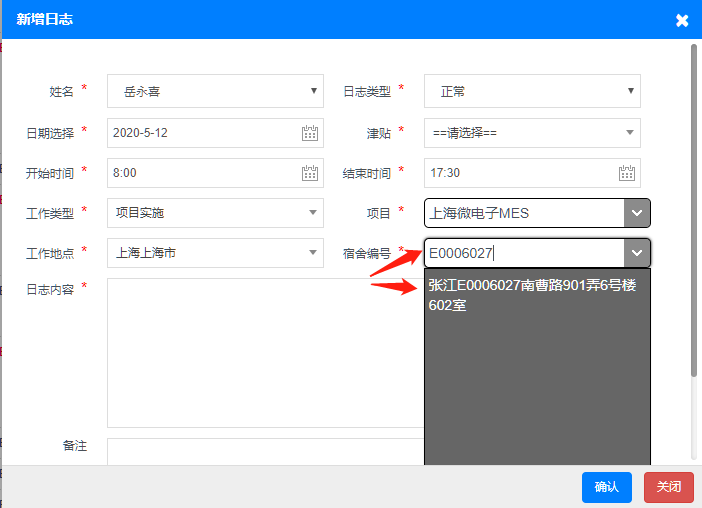 新增日志
姓名 * 岳永喜 日志类型 * 正常
日期选择 * 2020-5-12 津贴 * ==请选择==
开始时间 * 8:00 结束时间 * 17:30
工作类型 * 项目实施 项目 * 上海微电子MES
工作地点 * 上海上海市 宿舍编号 * E0006027
日志内容 * 张江E0006027南曹路901弄6号楼
602室
备注
确认 关闭